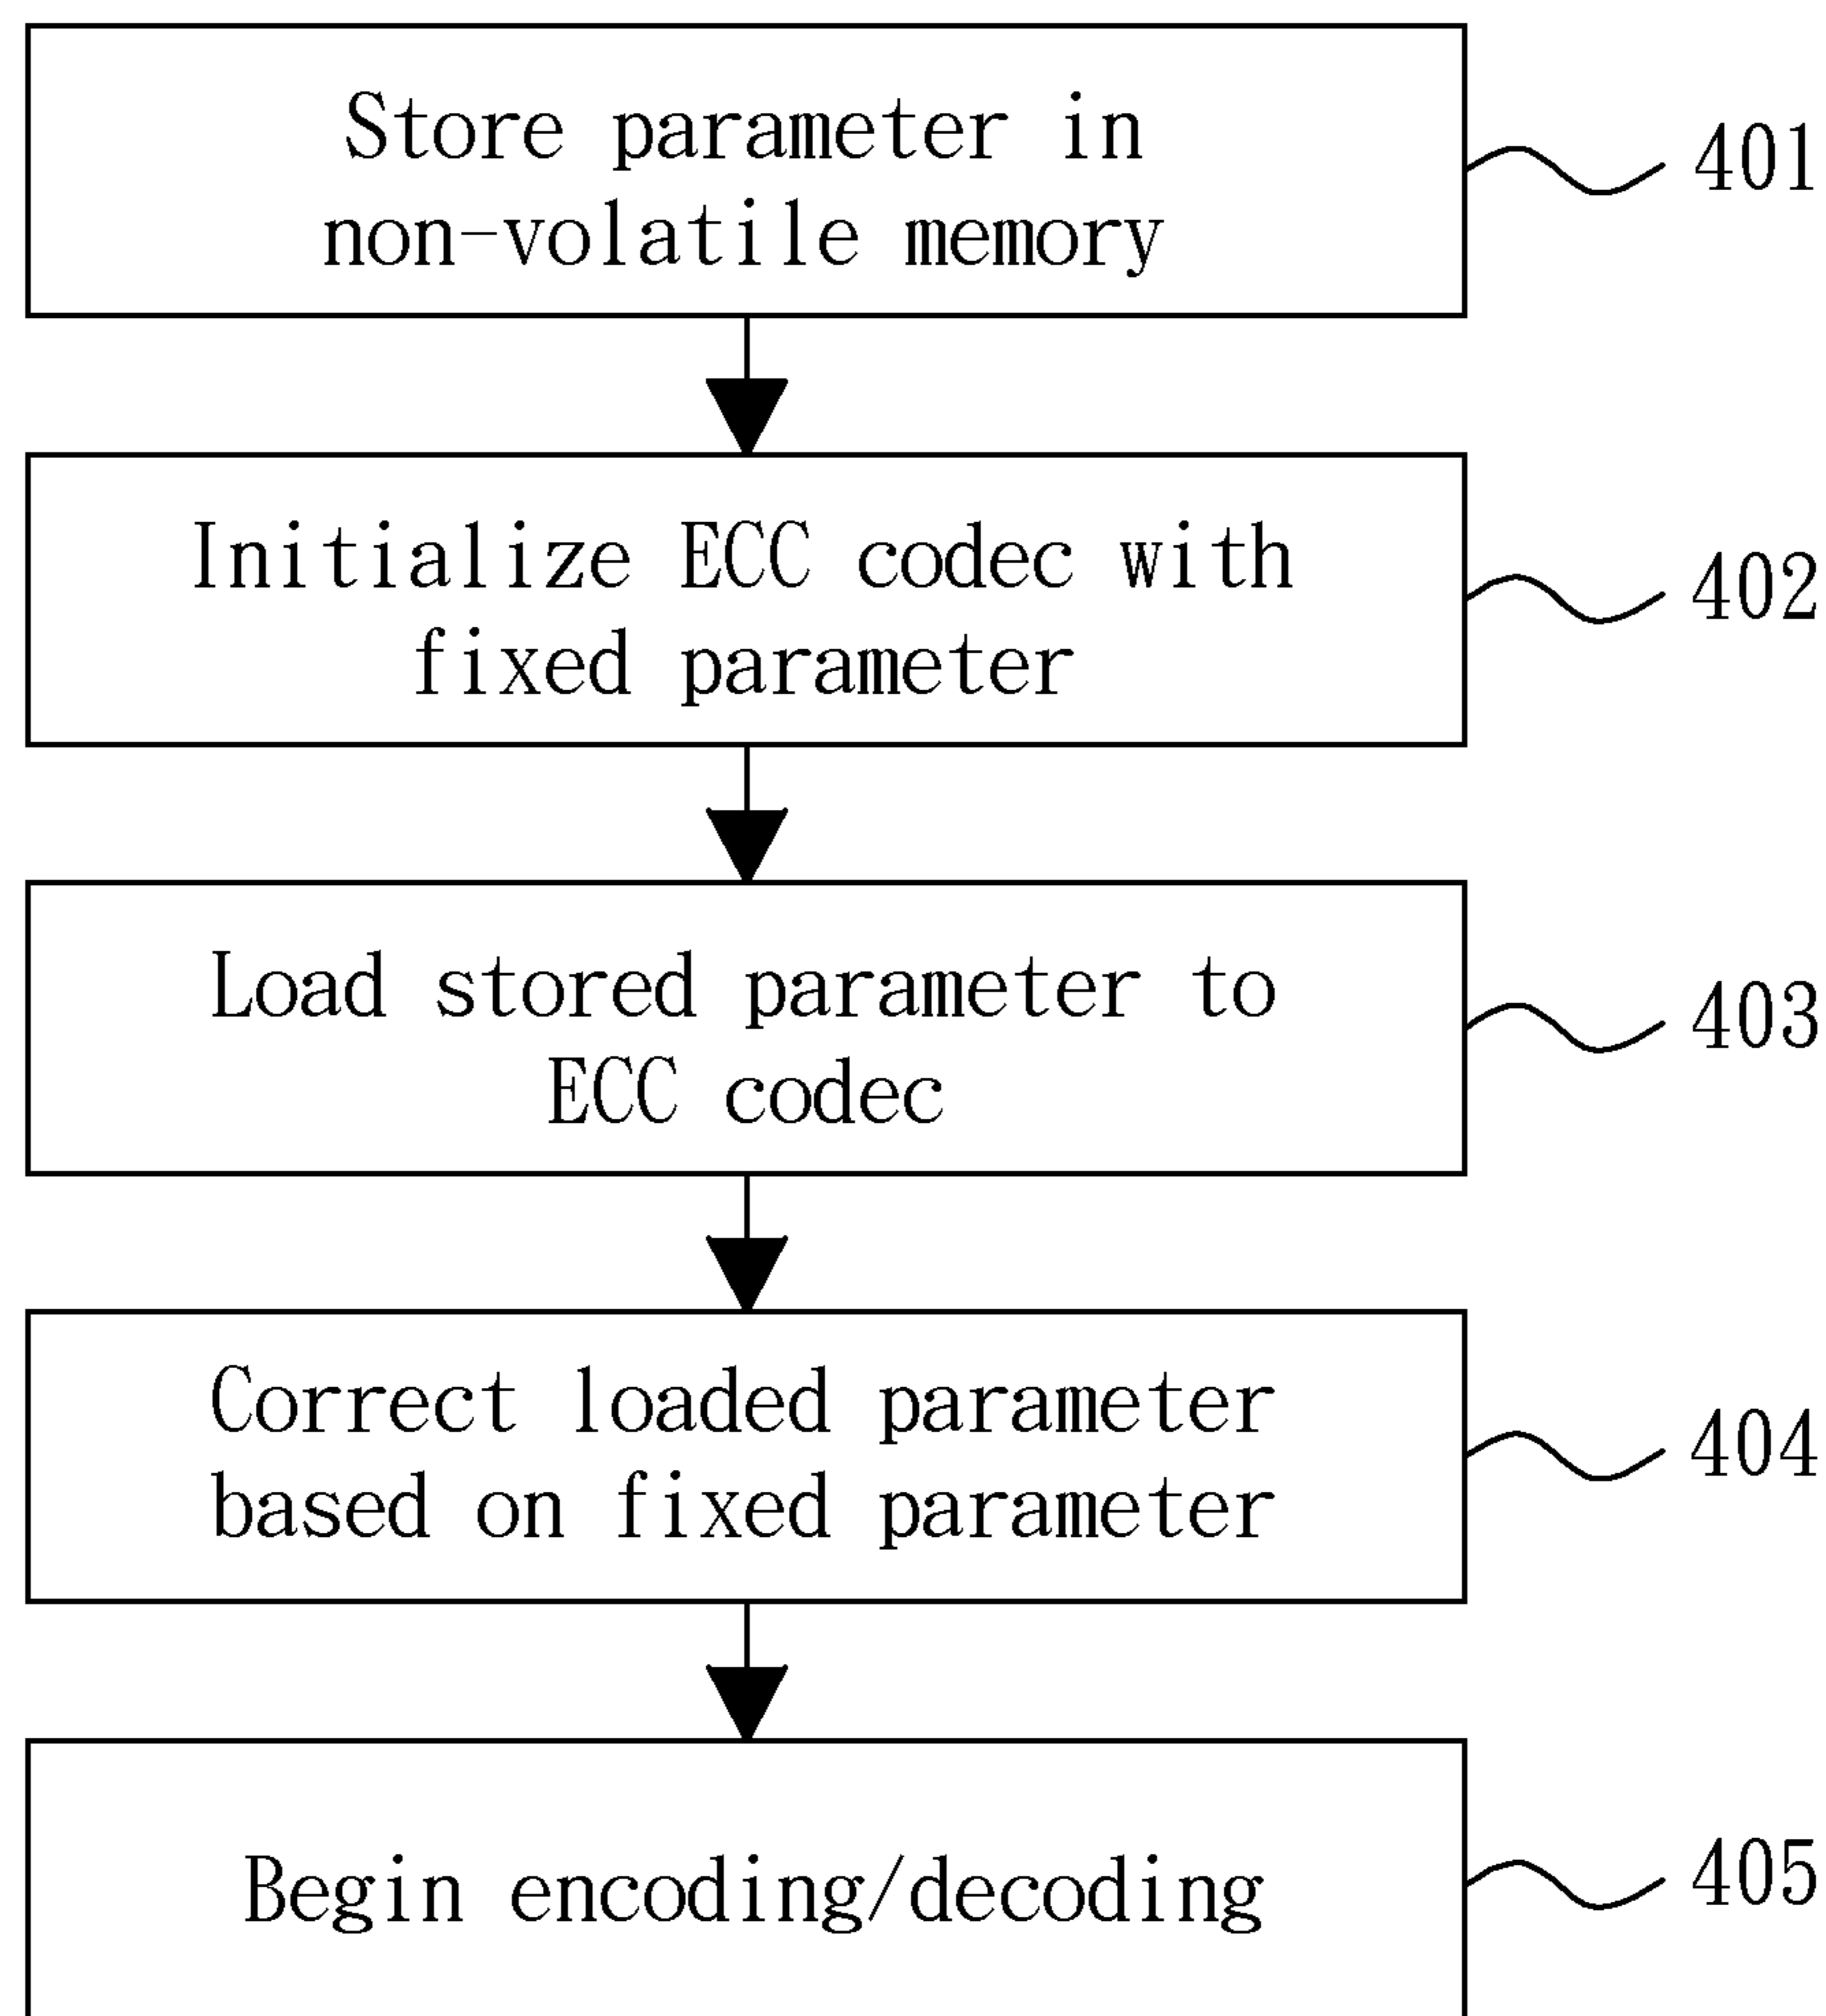 Store parameter in
non-volatile memory
401
Initialize ECC codec with
fixed parameter
402
Load stored parameter to
ECC codec
403
Correct loaded parameter
based on fixed parameter
404
Begin encoding/decoding
405